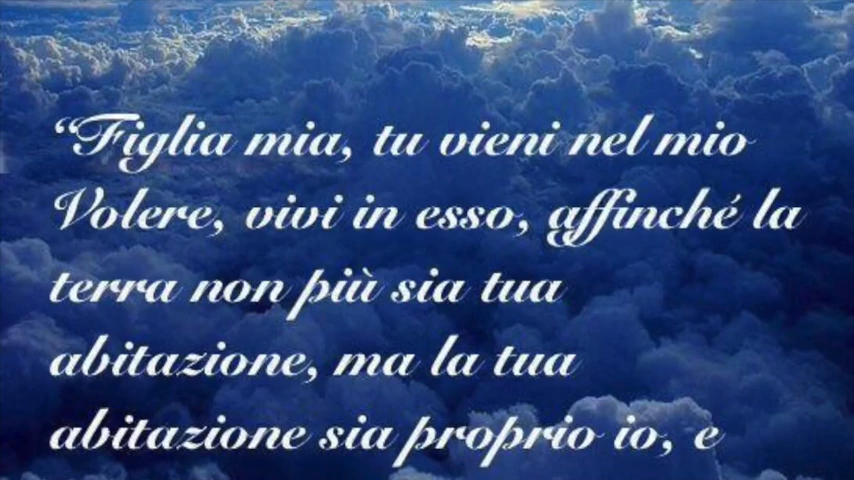 “Figlia mia, tu vieni nel mio
Volere, vivi in esso, affinché la
terra non più sia tua
abitazione, ma la tua
abitazione sia proprio io, e